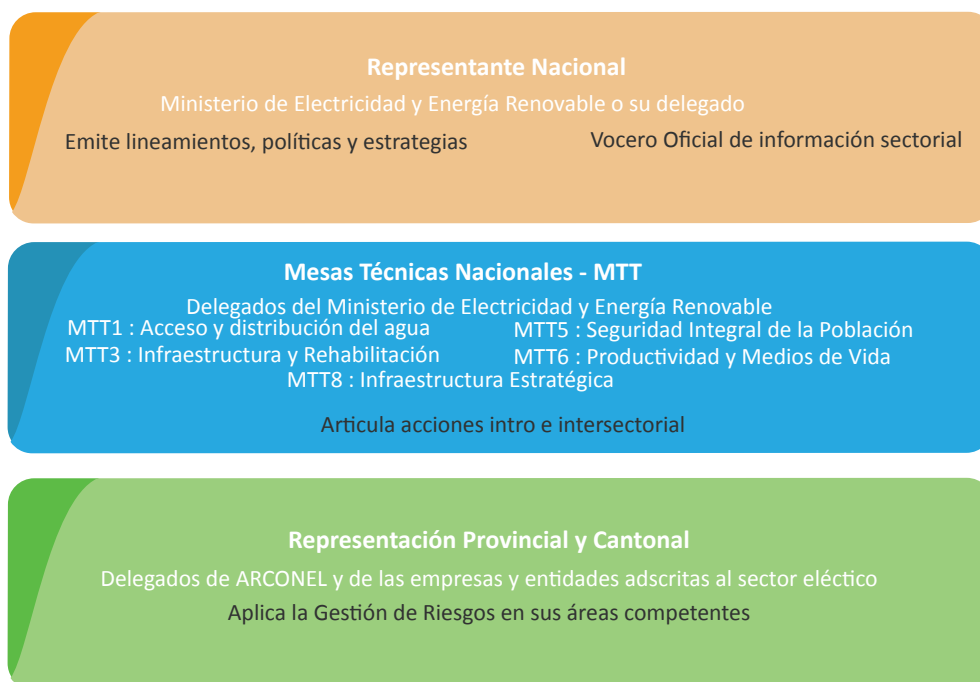 Representante Nacional
Ministerio de Electricidad y Energía Renovable o su delegado
Emite lineamientos, políticas y estrategias
Vocero Oficial de información sectorial
Mesas Técnicas Nacionales - MTT
Delegados del Ministerio de Electricidad y Energía Renovable
MTT1 : Acceso y distribución del agua
MTT5 : Seguridad Integral de la Población
MTT3 : Infraestructura y Rehabilitación
MTT6 : Productividad y Medios de Vida
MTT8 : Infraestructura Estratégica
Articula acciones intro e intersectorial
Representación Provincial y Cantonal
Delegados de ARCONEL y de las empresas y entidades adscritas al sector eléctico
Aplica la Gestión de Riesgos en sus áreas competentes